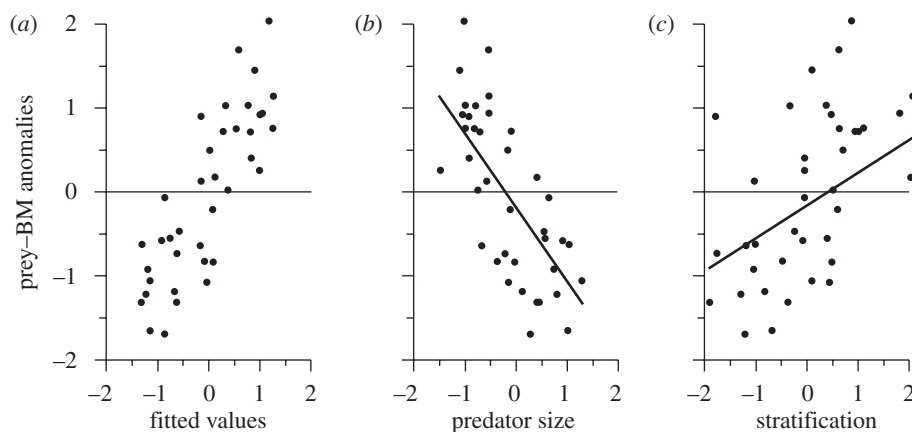 (a) (b) (c)
prey–BM anomalies
2
1
0
−1
−2
−2 −1 0 1 2
−2 −1 0 1 2
−2 −1 0 1 2
fitted values predator size stratification